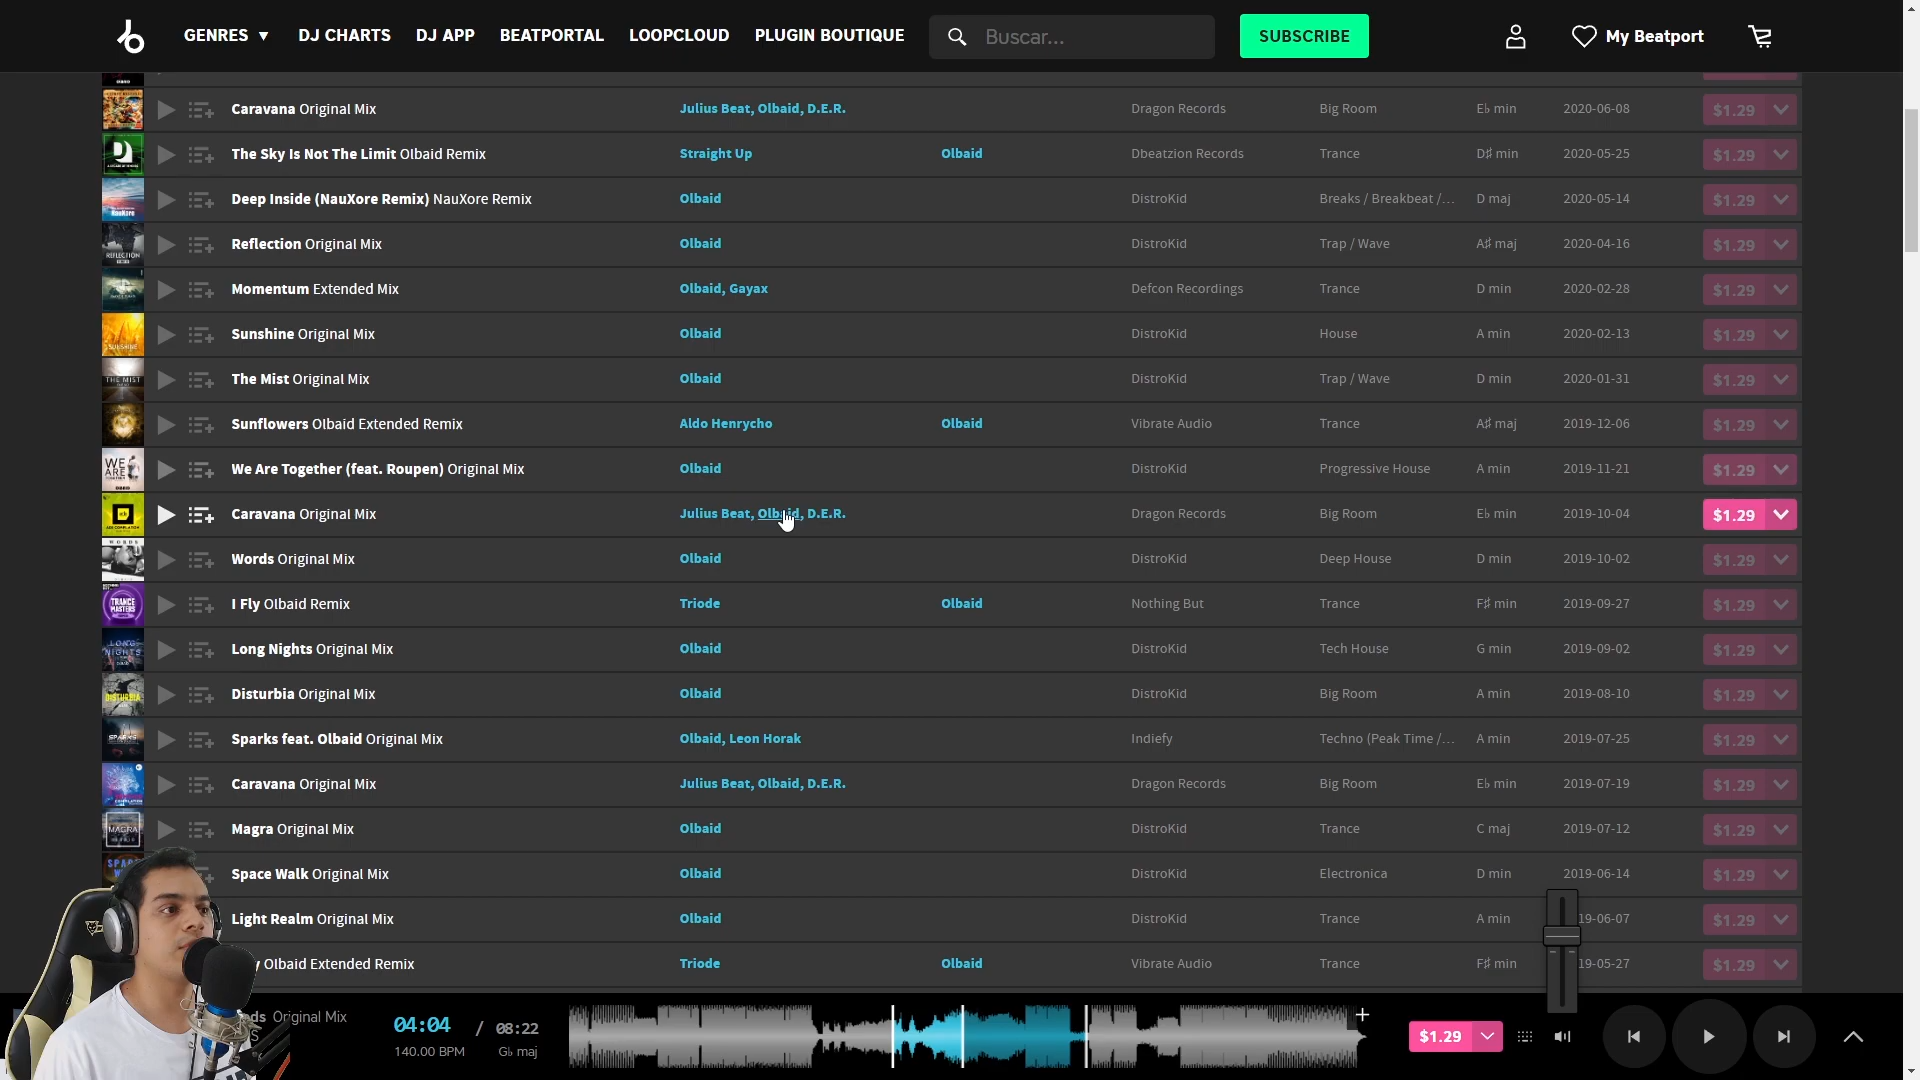 GENRES ▼ DJ CHARTS DJ APP BEATPORTAL LOOPCLOUD PLUGIN BOUTIQUE Buscar... SUBSCRIBE My Beatport
Caravana Original Mix Julius Beat, Olbaid, D.E.R. Dragon Records Big Room E♭ min 2020-06-08 $1.29
The Sky Is Not The Limit Olbaid Remix Straight Up Olbaid Dbeatzion Records Trance D♯ min 2020-05-25 $1.29
Deep Inside (NauXore Remix) NauXore Remix Olbaid DistroKid Breaks / Breakbeat /... D maj 2020-05-14 $1.29
Reflection Original Mix Olbaid DistroKid Trap / Wave A♯ maj 2020-04-16 $1.29
Momentum Extended Mix Olbaid, Gayax Defcon Recordings Trance D min 2020-02-28 $1.29
Sunshine Original Mix Olbaid DistroKid House A min 2020-02-13 $1.29
The Mist Original Mix Olbaid DistroKid Trap / Wave D min 2020-01-31 $1.29
Sunflowers Olbaid Extended Remix Aldo Henrycho Olbaid Vibrate Audio Trance A♯ maj 2019-12-06 $1.29
We Are Together (feat. Roupen) Original Mix Olbaid DistroKid Progressive House A min 2019-11-21 $1.29
Caravana Original Mix Julius Beat, Olbaid, D.E.R. Dragon Records Big Room E♭ min 2019-10-04 $1.29
Words Original Mix Olbaid DistroKid Deep House D min 2019-10-02 $1.29
I Fly Olbaid Remix Triode Olbaid Nothing But Trance F♯ min 2019-09-27 $1.29
Long Nights Original Mix Olbaid DistroKid Tech House G min 2019-09-02 $1.29
Disturbia Original Mix Olbaid DistroKid Big Room A min 2019-08-10 $1.29
Sparks feat. Olbaid Original Mix Olbaid, Leon Horak Indiefy Techno (Peak Time /... A min 2019-07-25 $1.29
Caravana Original Mix Julius Beat, Olbaid, D.E.R. Dragon Records Big Room E♭ min 2019-07-19 $1.29
Magra Original Mix Olbaid DistroKid Trance C maj 2019-07-12 $1.29
Space Walk Original Mix Olbaid DistroKid Electronica D min 2019-06-14 $1.29
Light Realm Original Mix Olbaid DistroKid Trance A min 19-06-07 $1.29
y Olbaid Extended Remix Triode Olbaid Vibrate Audio Trance F♯ min 19-05-27 $1.29
ds Original Mix 04:04 / 08:22 $1.29
S 140.00 BPM G♭ maj